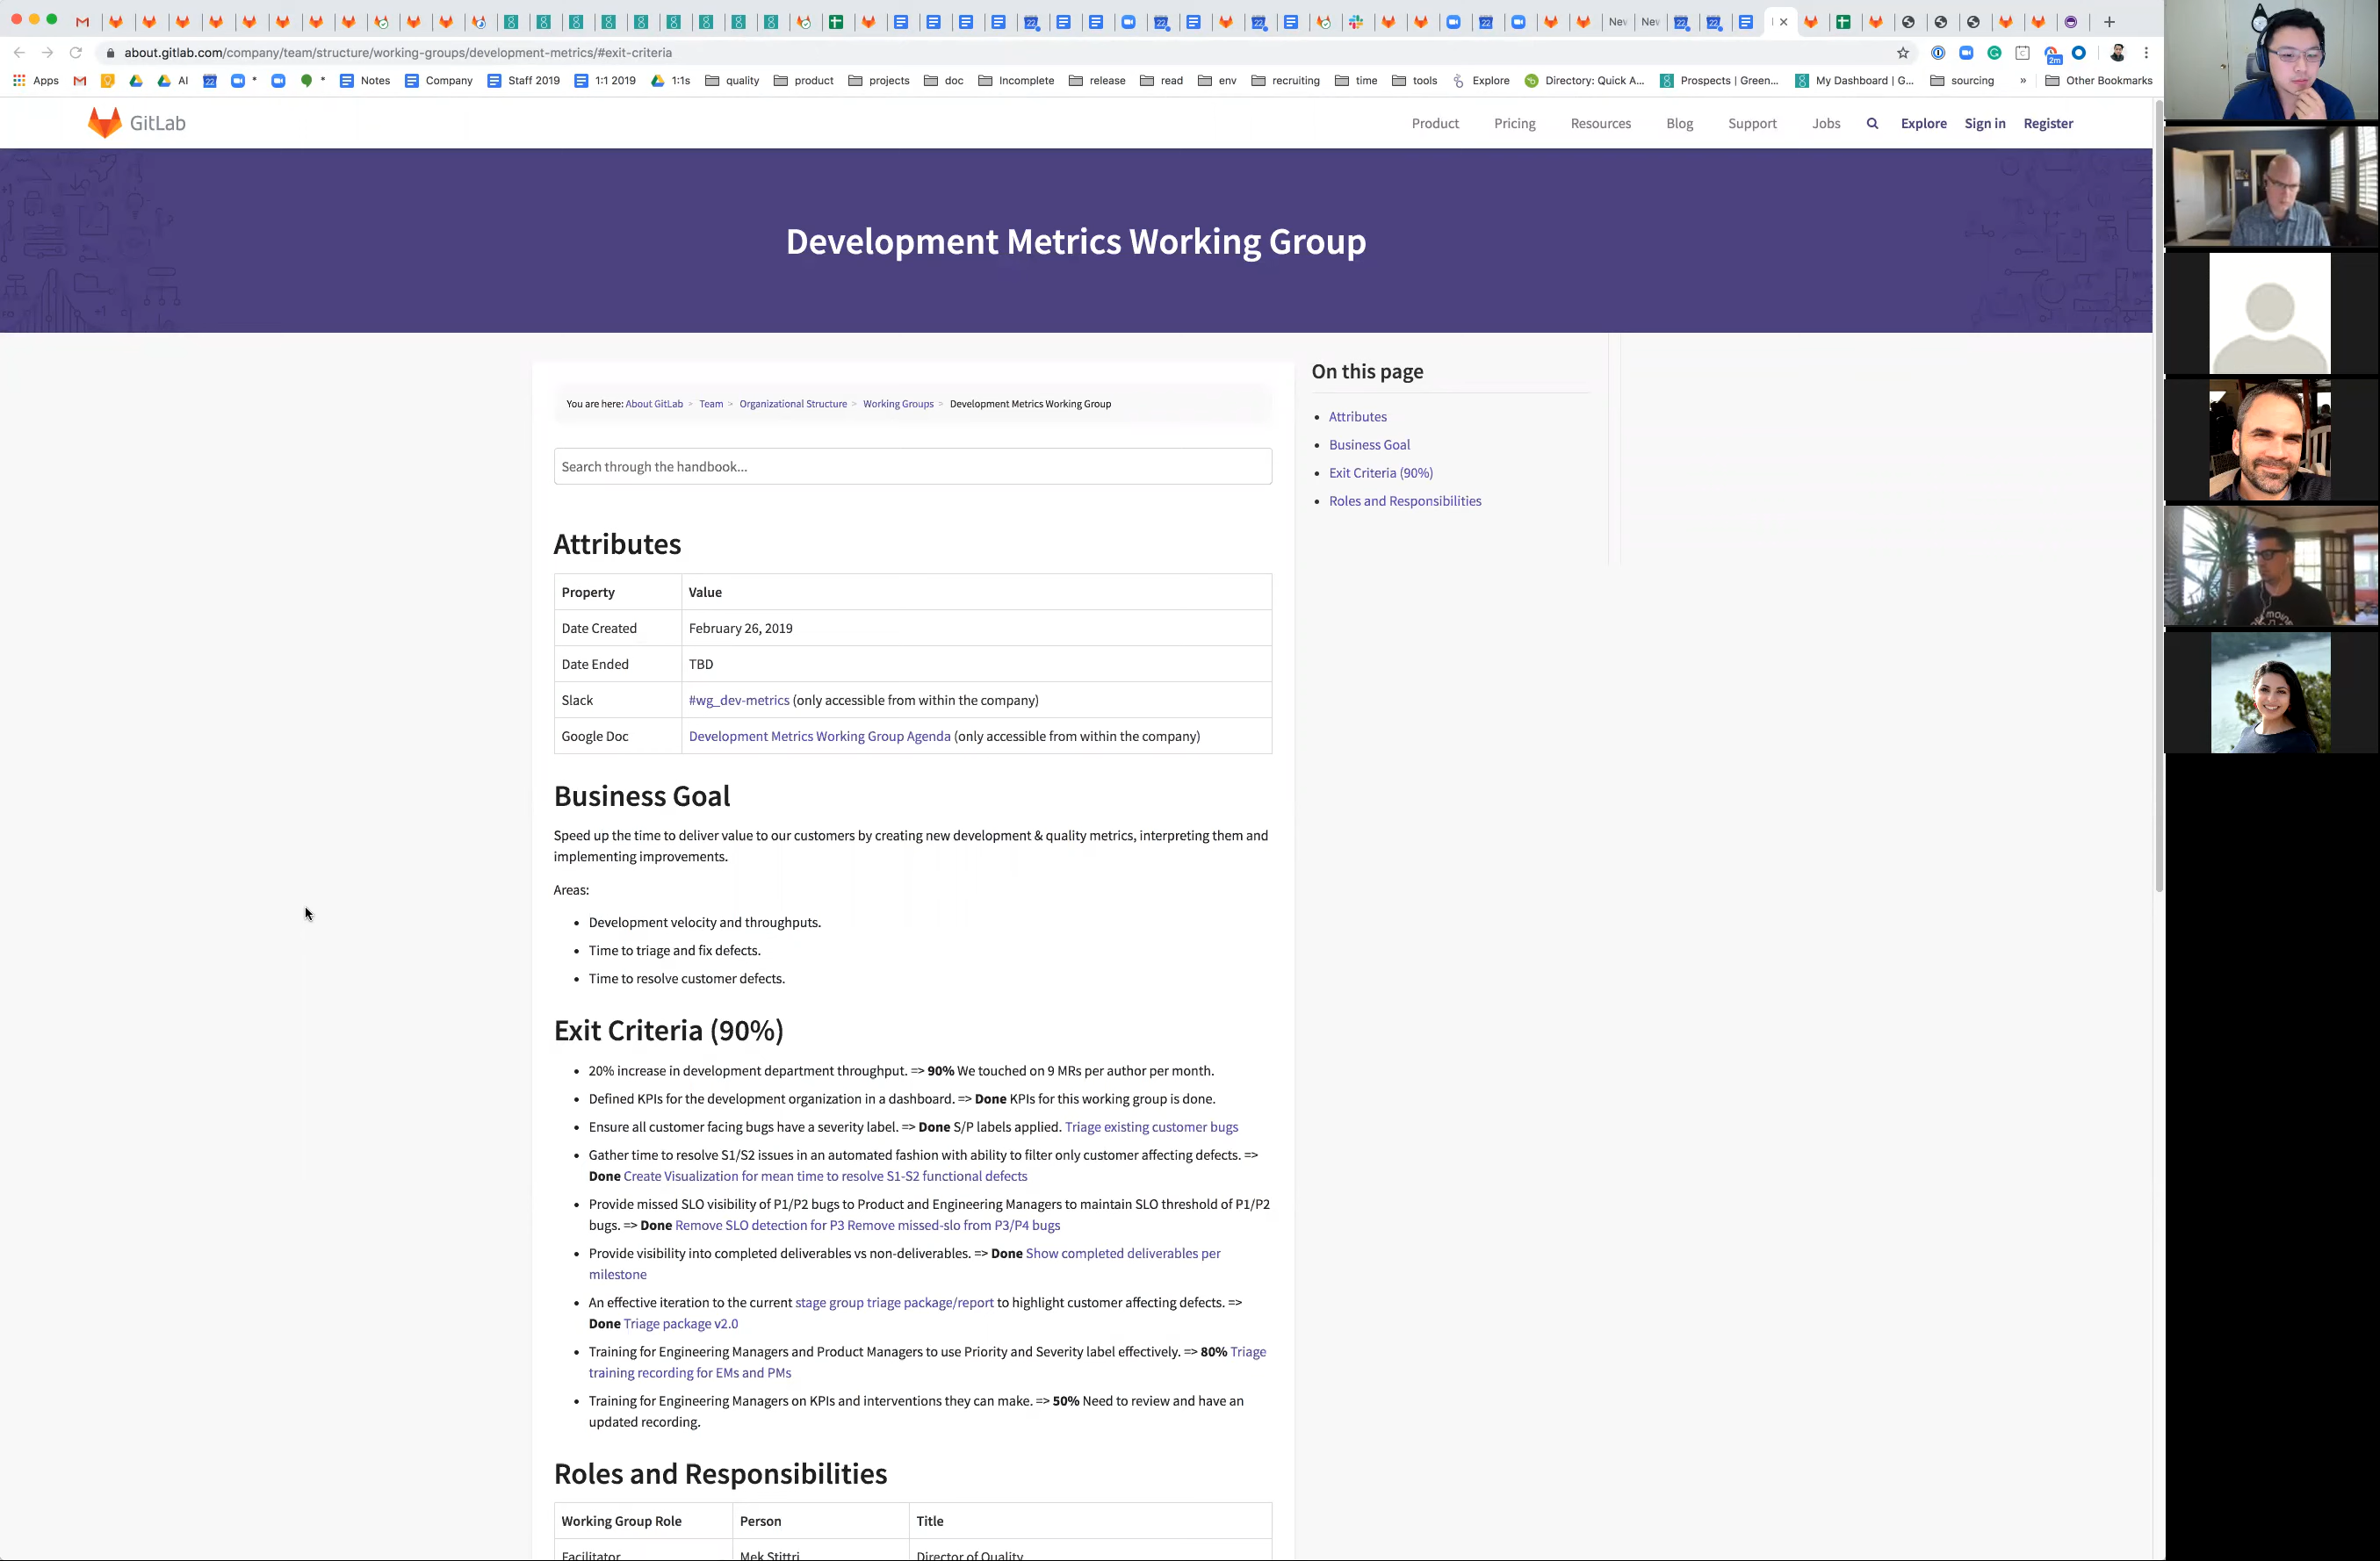 New
New
about.gitlab.com/company/team/structure/working-groups/development-metrics/#exit-criteria
2m
Apps AI 22 * * Notes Company Staff 2019 1:1 2019 1:1s quality product projects doc Incomplete release read env recruiting time tools Explore Directory: Quick A... Prospects | Green... My Dashboard | G... sourcing » Other Bookmarks
GitLab
Product Pricing Resources Blog Support Jobs Explore Sign in Register
Development Metrics Working Group
You are here: About GitLab > Team > Organizational Structure > Working Groups > Development Metrics Working Group
Search through the handbook...
On this page
Attributes
Business Goal
Exit Criteria (90%)
Roles and Responsibilities
Attributes
Property Value
Date Created February 26, 2019
Date Ended TBD
Slack #wg_dev-metrics (only accessible from within the company)
Google Doc Development Metrics Working Group Agenda (only accessible from within the company)
Business Goal
Speed up the time to deliver value to our customers by creating new development & quality metrics, interpreting them and
implementing improvements.
Areas:
Development velocity and throughputs.
Time to triage and fix defects.
Time to resolve customer defects.
Exit Criteria (90%)
20% increase in development department throughput. => 90% We touched on 9 MRs per author per month.
Defined KPIs for the development organization in a dashboard. => Done KPIs for this working group is done.
Ensure all customer facing bugs have a severity label. => Done S/P labels applied. Triage existing customer bugs
Gather time to resolve S1/S2 issues in an automated fashion with ability to filter only customer affecting defects. =>
Done Create Visualization for mean time to resolve S1-S2 functional defects
Provide missed SLO visibility of P1/P2 bugs to Product and Engineering Managers to maintain SLO threshold of P1/P2
bugs. => Done Remove SLO detection for P3 Remove missed-slo from P3/P4 bugs
Provide visibility into completed deliverables vs non-deliverables. => Done Show completed deliverables per
milestone
An effective iteration to the current stage group triage package/report to highlight customer affecting defects. =>
Done Triage package v2.0
Training for Engineering Managers and Product Managers to use Priority and Severity label effectively. => 80% Triage
training recording for EMs and PMs
Training for Engineering Managers on KPIs and interventions they can make. => 50% Need to review and have an
updated recording.
Roles and Responsibilities
Working Group Role Person Title
Facilitator Mek Stittri Director of Quality